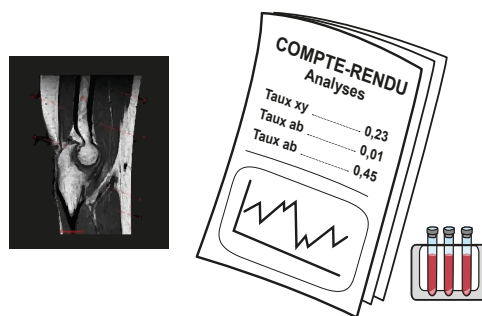 COMPTE-RENDU
Analyses
Taux xy ........... 0,23
Taux ab ........... 0,01
Taux ab ........... 0,45